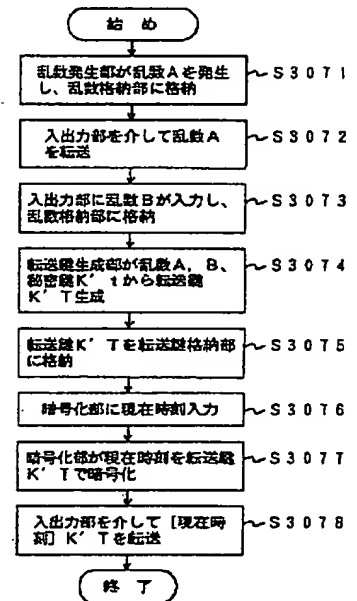 始 め
乱数発生部が乱数Aを発生
し、乱数格納部に格納
S3071
入出力部を介して乱数A
を転送
S3072
入出力部に乱数Bが入力し、
乱数格納部に格納
S3073
転送鍵生成部が乱数A，B、
秘密鍵K' tから転送鍵
K' T生成
S3074
転送鍵K' Tを転送鍵格納部
に格納
S3075
暗号化部に現在時刻入力
S3076
暗号化部が現在時刻を転送鍵
K' Tで暗号化
S3077
入出力部を介して［現在時
刻］K' Tを転送
S3078
終 了